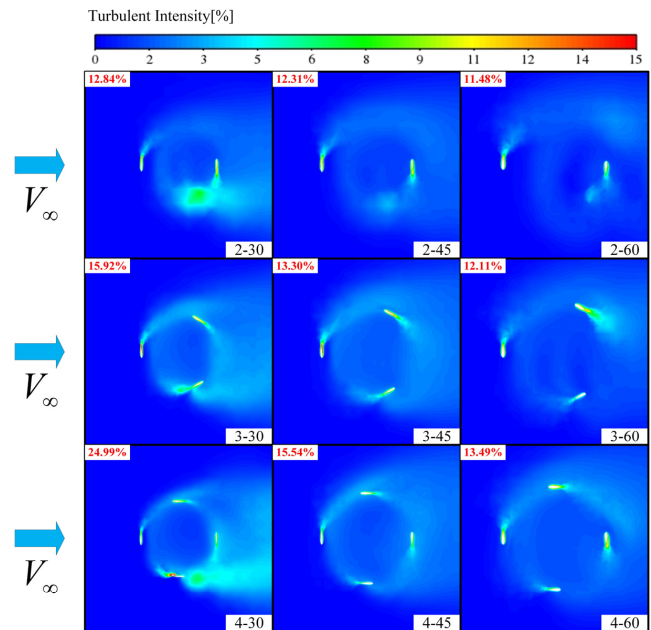 Turbulent Intensity[%]
0 2 3 5 6 8 9 11 12 14 15
12.84% 12.31% 11.48%
V∞
2-30 2-45 2-60
15.92% 13.30% 12.11%
V∞
3-30 3-45 3-60
24.99% 15.54% 13.49%
V∞
4-30 4-45 4-60